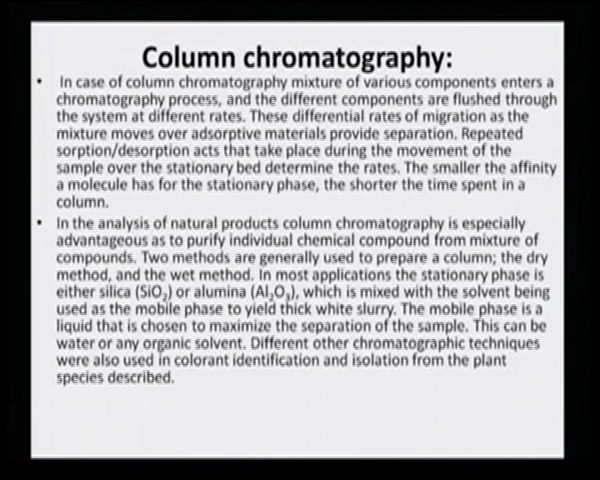 Column chromatography:
• In case of column chromatography mixture of various components enters a
chromatography process, and the different components are flushed through
the system at different rates. These differential rates of migration as the
mixture moves over adsorptive materials provide separation. Repeated
sorption/desorption acts that take place during the movement of the
sample over the stationary bed determine the rates. The smaller the affinity
a molecule has for the stationary phase, the shorter the time spent in a
column.
• In the analysis of natural products column chromatography is especially
advantageous as to purify individual chemical compound from mixture of
compounds. Two methods are generally used to prepare a column; the dry
method, and the wet method. In most applications the stationary phase is
either silica (SiO₂) or alumina (Al₂O₃), which is mixed with the solvent being
used as the mobile phase to yield thick white slurry. The mobile phase is a
liquid that is chosen to maximize the separation of the sample. This can be
water or any organic solvent. Different other chromatographic techniques
were also used in colorant identification and isolation from the plant
species described.